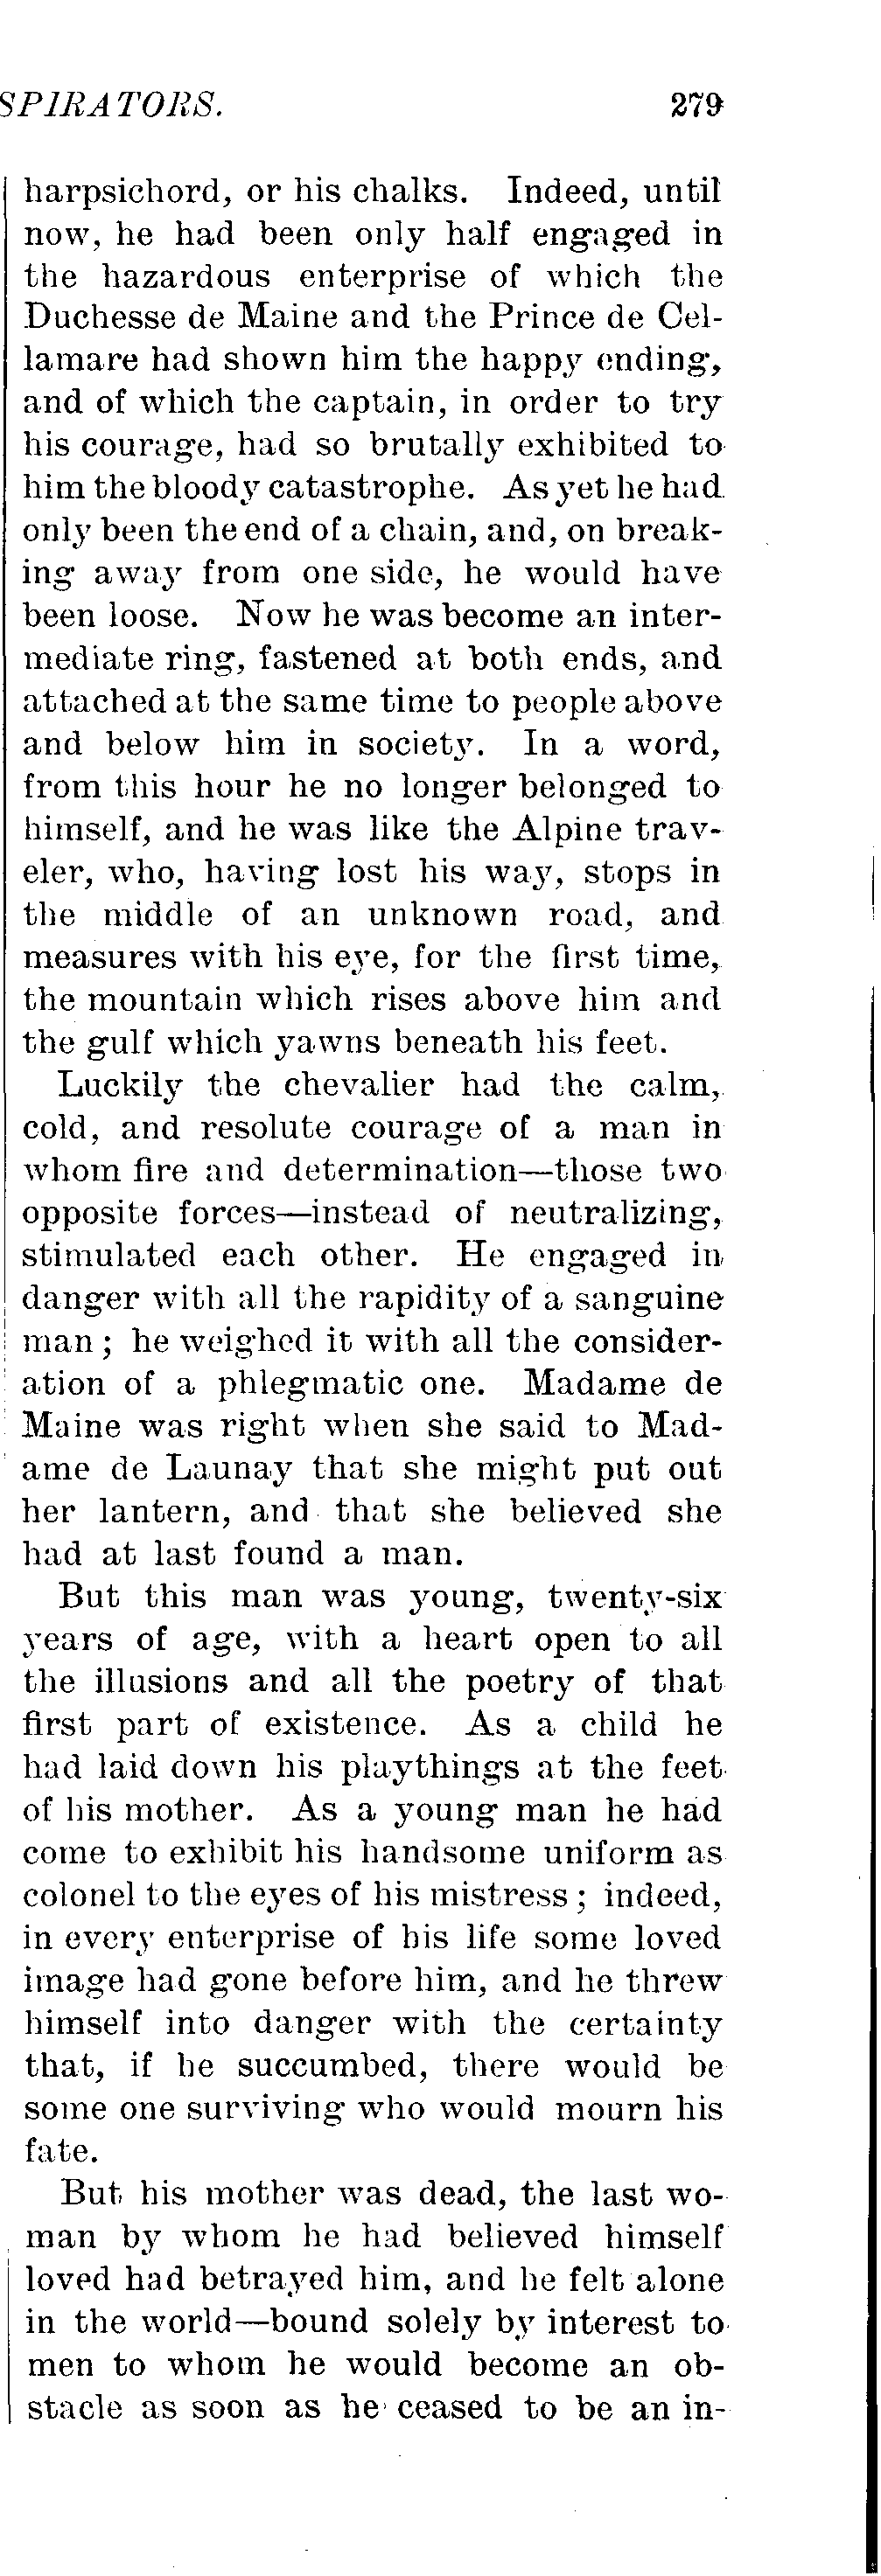 SPIRATORS. 279
harpsichord, or his chalks. Indeed, until
now, he had been only half engaged in
the hazardous enterprise of which the
Duchesse de Maine and the Prince de Cel-
lamare had shown him the happy ending,
and of which the captain, in order to try
his courage, had so brutally exhibited to
him the bloody catastrophe. As yet he had
only been the end of a chain, and, on break-
ing away from one side, he would have
been loose. Now he was become an inter-
mediate ring, fastened at both ends, and
attached at the same time to people above
and below him in society. In a word,
from this hour he no longer belonged to
himself, and he was like the Alpine trav-
eler, who, having lost his way, stops in
the middle of an unknown road, and
measures with his eye, for the first time,
the mountain which rises above him and
the gulf which yawns beneath his feet.
Luckily the chevalier had the calm,
cold, and resolute courage of a man in
whom fire and determination—those two
opposite forces—instead of neutralizing,
stimulated each other. He engaged in
danger with all the rapidity of a sanguine
man; he weighed it with all the consider-
ation of a phlegmatic one. Madame de
Maine was right when she said to Mad-
ame de Launay that she might put out
her lantern, and that she believed she
had at last found a man.
But this man was young, twenty-six
years of age, with a heart open to all
the illusions and all the poetry of that
first part of existence. As a child he
had laid down his playthings at the feet
of his mother. As a young man he had
come to exhibit his handsome uniform as
colonel to the eyes of his mistress; indeed,
in every enterprise of his life some loved
image had gone before him, and he threw
himself into danger with the certainty
that, if he succumbed, there would be
some one surviving who would mourn his
fate.
But his mother was dead, the last wo-
man by whom he had believed himself
loved had betrayed him, and he felt alone
in the world—bound solely by interest to
men to whom he would become an ob-
stacle as soon as he ceased to be an in-